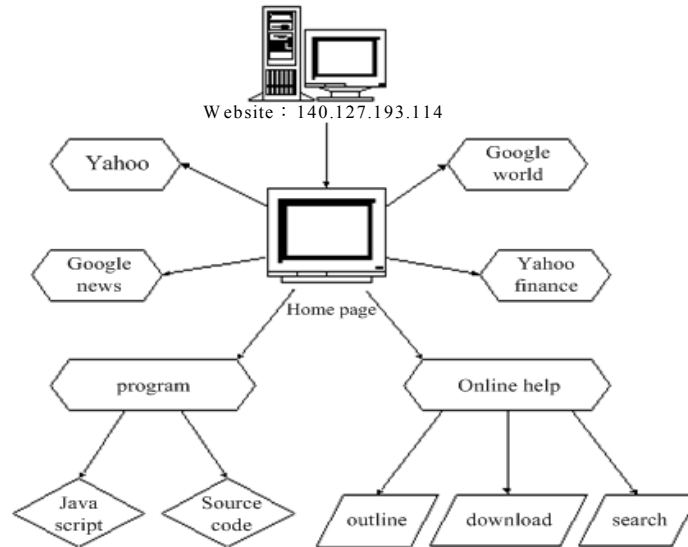 Website：140.127.193.114
Yahoo
Google
world
Google
news
Yahoo
finance
Home page
program
Online help
Java
script
Source
code
outline
download
search